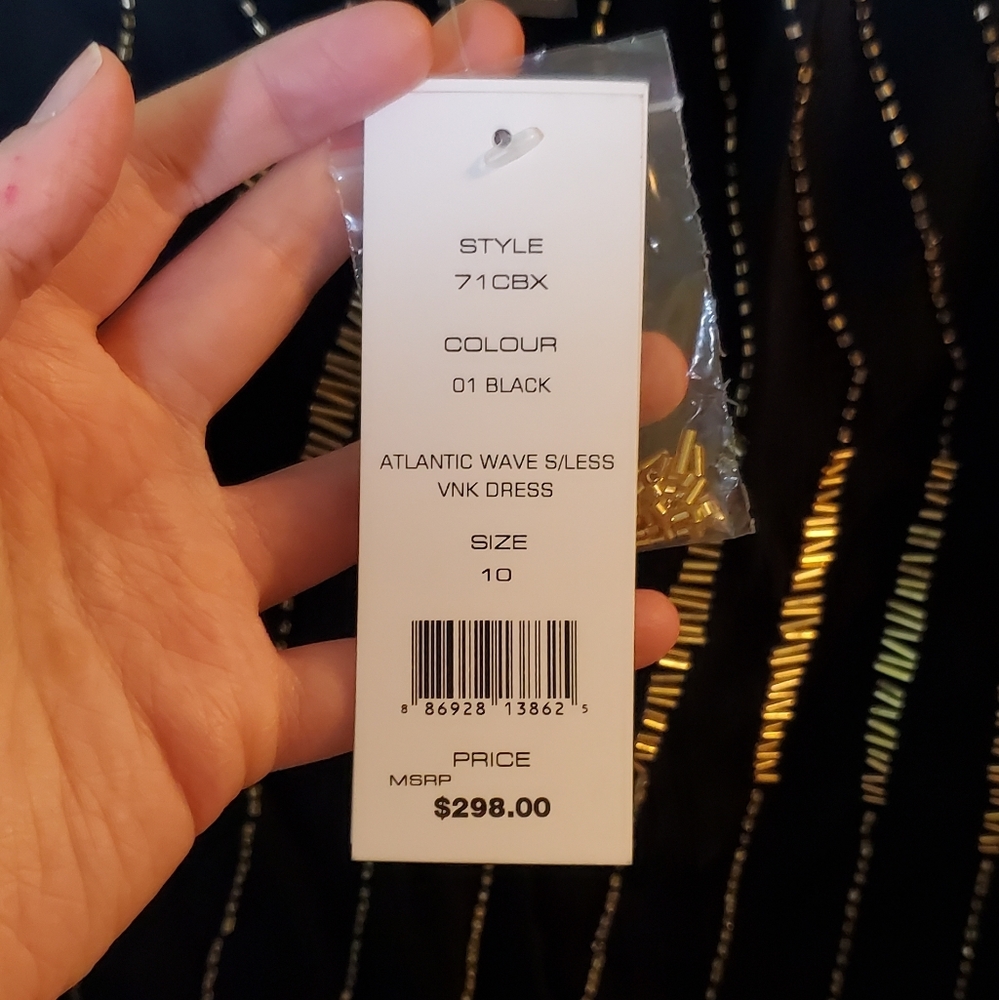 STYLE
71CBX
COLOUR
01 BLACK
ATLANTIC WAVE S/LESS
VNK DRESS
SIZE
10
8 86928 13862 5
PRICE
MSRP
$298.00